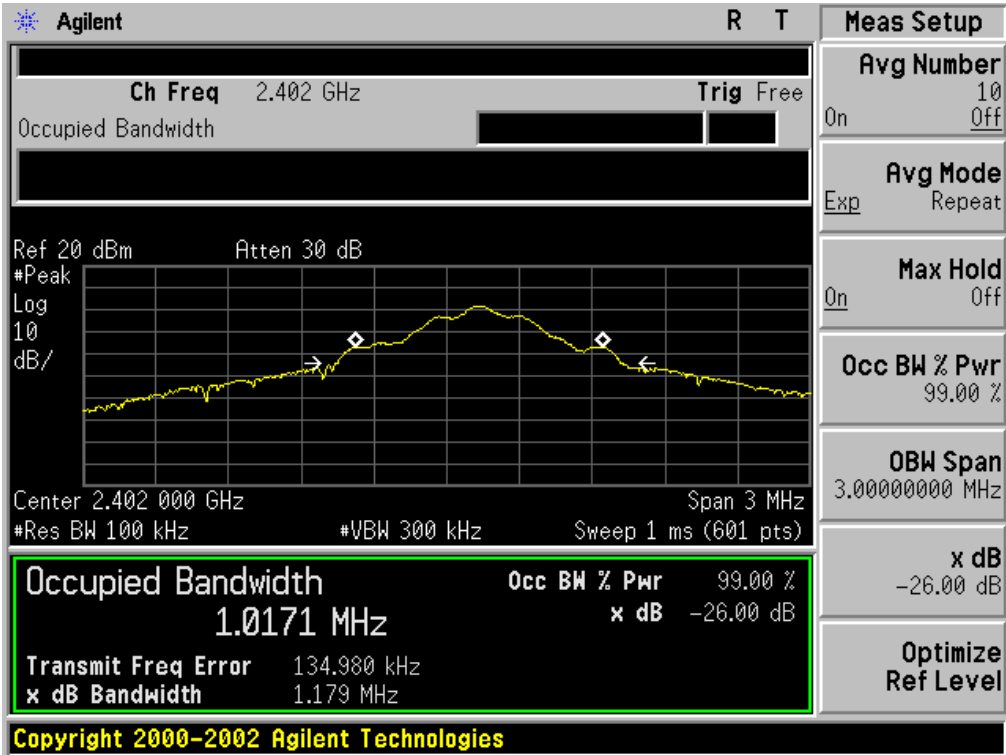 Agilent R T
Meas Setup
Ch Freq 2.402 GHz Trig Free
Occupied Bandwidth
Ref 20 dBm Atten 30 dB
#Peak
Log
10
dB/
Center 2.402 000 GHz Span 3 MHz
#Res BW 100 kHz #VBW 300 kHz Sweep 1 ms (601 pts)
Occupied Bandwidth
1.0171 MHz
Occ BW % Pwr 99.00 %
x dB -26.00 dB
Transmit Freq Error 134.980 kHz
x dB Bandwidth 1.179 MHz
Avg Number
10
On Off
Avg Mode
Exp Repeat
Max Hold
On Off
Occ BW % Pwr
99.00 %
OBW Span
3.00000000 MHz
x dB
-26.00 dB
Optimize
Ref Level
Copyright 2000-2002 Agilent Technologies